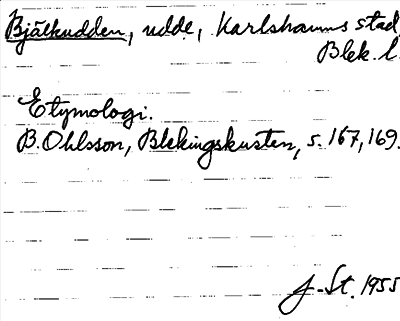 Bjälkudden, udde, Karlshamns stad
Blek. l.
Etymologi.
B. Ohlsson, Blekingskusten, s. 167, 169.
J-St. 1955